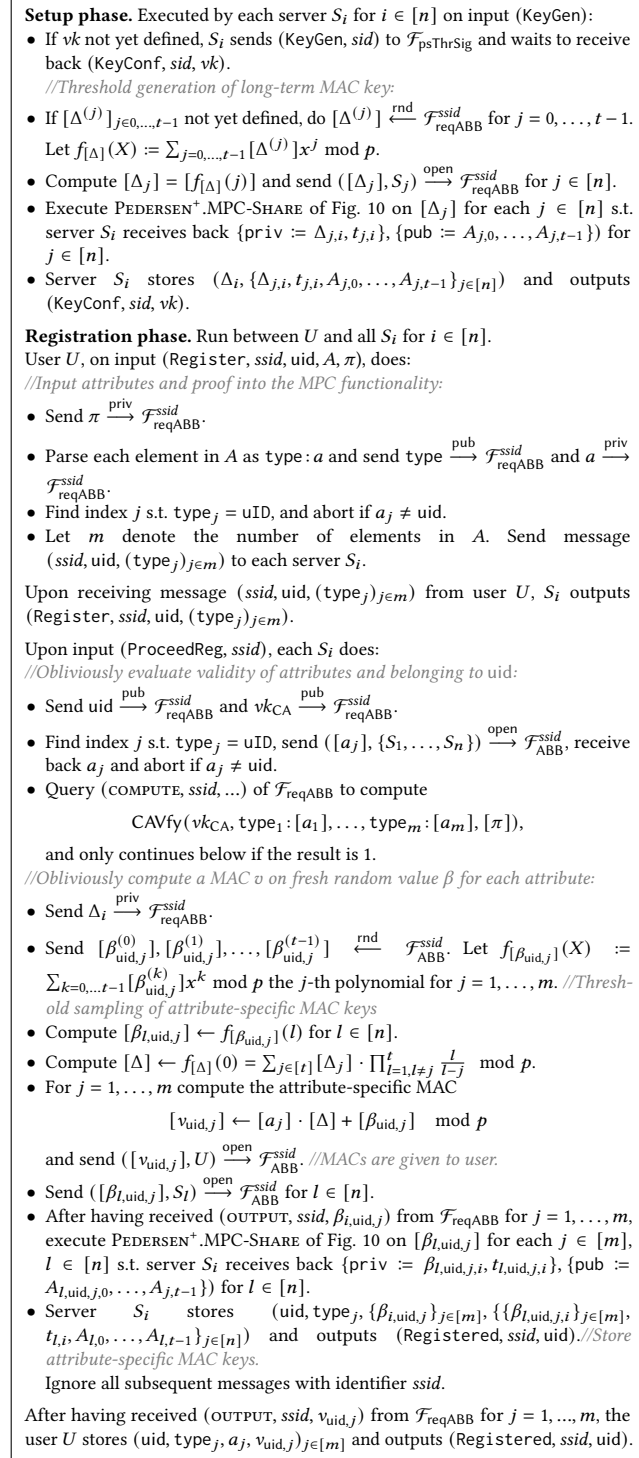 Setup phase. Executed by each server S_i for i ∈ [n] on input (KeyGen):
• If vk not yet defined, S_i sends (KeyGen, sid) to F_psThrSig and waits to receive
back (KeyConf, sid, vk).
//Threshold generation of long-term MAC key:
• If [Δ^(j)]_{j∈0,...,t−1} not yet defined, do [Δ^(j)] ←^rnd F^ssid_reqABB for j = 0, . . . , t − 1.
Let f_[Δ](X) := ∑_{j=0,...,t−1} [Δ^(j)]x^j mod p.
• Compute [Δ_j] = [f_[Δ](j)] and send ([Δ_j], S_j) →^open F^ssid_reqABB for j ∈ [n].
• Execute PEDERSEN⁺.MPC-SHARE of Fig. 10 on [Δ_j] for each j ∈ [n] s.t.
server S_i receives back {priv := Δ_{j,i}, t_{j,i}}, {pub := A_{j,0}, . . . , A_{j,t−1}}) for
j ∈ [n].
• Server S_i stores (Δ_i, {Δ_{j,i}, t_{j,i}, A_{j,0}, . . . , A_{j,t−1}}_{j∈[n]}) and outputs
(KeyConf, sid, vk).
Registration phase. Run between U and all S_i for i ∈ [n].
User U, on input (Register, ssid, uid, A, π), does:
//Input attributes and proof into the MPC functionality:
• Send π →^priv F^ssid_reqABB.
• Parse each element in A as type : a and send type →^pub F^ssid_reqABB and a →^priv
F^ssid_reqABB.
• Find index j s.t. type_j = uID, and abort if a_j ≠ uid.
• Let m denote the number of elements in A. Send message
(ssid, uid, (type_j)_{j∈m}) to each server S_i.
Upon receiving message (ssid, uid, (type_j)_{j∈m}) from user U, S_i outputs
(Register, ssid, uid, (type_j)_{j∈m}).
Upon input (ProceedReg, ssid), each S_i does:
//Obliviously evaluate validity of attributes and belonging to uid:
• Send uid →^pub F^ssid_reqABB and vk_CA →^pub F^ssid_reqABB.
• Find index j s.t. type_j = uID, send ([a_j], {S_1, . . . , S_n}) →^open F^ssid_ABB, receive
back a_j and abort if a_j ≠ uid.
• Query (COMPUTE, ssid, ...) of F_reqABB to compute
CAVfy(vk_CA, type_1 : [a_1], . . . , type_m : [a_m], [π]),
and only continues below if the result is 1.
//Obliviously compute a MAC υ on fresh random value β for each attribute:
• Send Δ_i →^priv F^ssid_reqABB.
• Send [β^(0)_{uid,j}], [β^(1)_{uid,j}], . . . , [β^(t−1)_{uid,j}] ←^rnd F^ssid_ABB. Let f_[β_{uid,j}](X) :=
∑_{k=0,...t−1} [β^(k)_{uid,j}]x^k mod p the j-th polynomial for j = 1, . . . , m. //Thresh-
old sampling of attribute-specific MAC keys
• Compute [β_{l,uid,j}] ← f_[β_{uid,j}](l) for l ∈ [n].
• Compute [Δ] ← f_[Δ](0) = ∑_{j∈[t]} [Δ_j] · ∏^t_{l=1,l≠j} l/(l−j) mod p.
• For j = 1, . . . , m compute the attribute-specific MAC
[ν_{uid,j}] ← [a_j] · [Δ] + [β_{uid,j}] mod p
and send ([ν_{uid,j}], U) →^open F^ssid_ABB. //MACs are given to user.
• Send ([β_{l,uid,j}], S_l) →^open F^ssid_ABB for l ∈ [n].
• After having received (OUTPUT, ssid, β_{i,uid,j}) from F_reqABB for j = 1, . . . , m,
execute PEDERSEN⁺.MPC-SHARE of Fig. 10 on [β_{l,uid,j}] for each j ∈ [m],
l ∈ [n] s.t. server S_i receives back {priv := β_{l,uid,j,i}, t_{l,uid,j,i}}, {pub :=
A_{l,uid,j,0}, . . . , A_{j,t−1}}) for l ∈ [n].
• Server S_i stores (uid, type_j, {β_{i,uid,j}}_{j∈[m]}, {{β_{l,uid,j,i}}_{j∈[m]},
t_{l,i}, A_{l,0}, . . . , A_{l,t−1}}_{j∈[n]}) and outputs (Registered, ssid, uid).//Store
attribute-specific MAC keys.
Ignore all subsequent messages with identifier ssid.
After having received (OUTPUT, ssid, ν_{uid,j}) from F_reqABB for j = 1, ..., m, the
user U stores (uid, type_j, a_j, ν_{uid,j})_{j∈[m]} and outputs (Registered, ssid, uid).